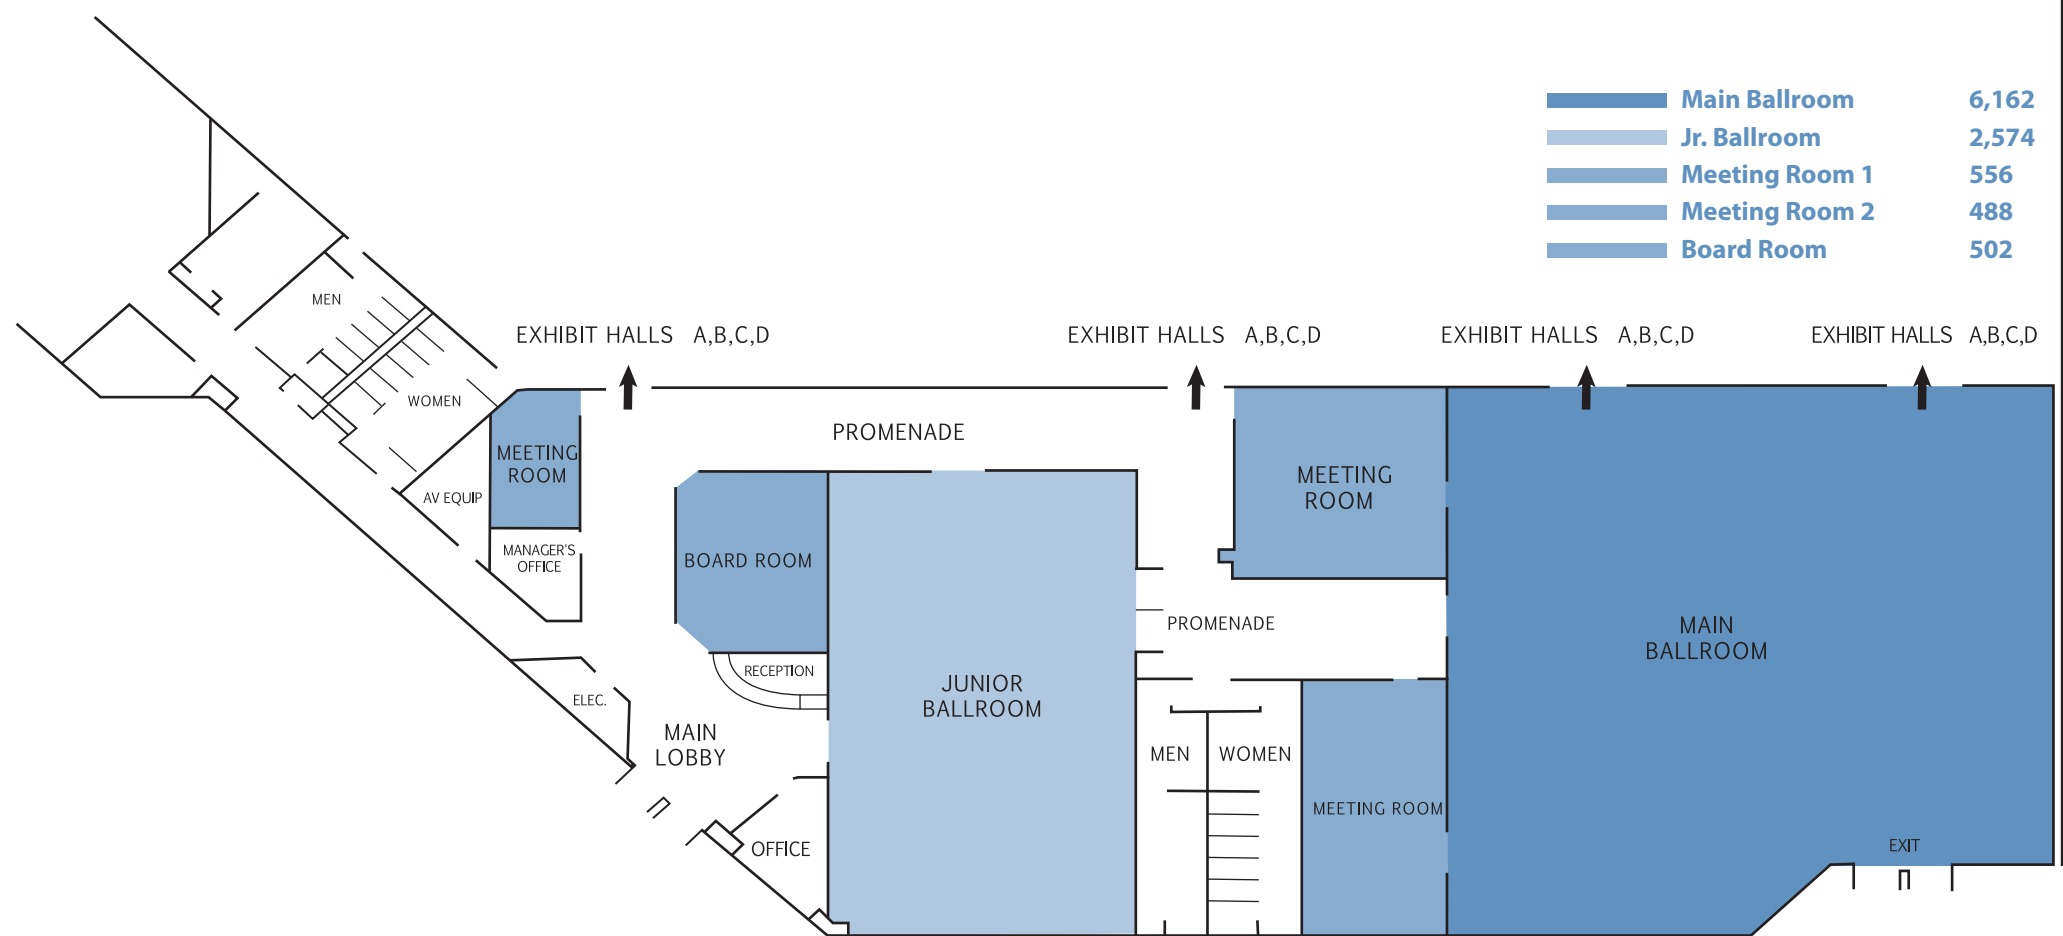 Main Ballroom 6,162
Jr. Ballroom 2,574
Meeting Room 1 556
Meeting Room 2 488
Board Room 502
MEN
EXHIBIT HALLS A,B,C,D
EXHIBIT HALLS A,B,C,D
EXHIBIT HALLS A,B,C,D
EXHIBIT HALLS A,B,C,D
WOMEN
PROMENADE
MEETING
ROOM
AV EQUIP
MEETING
ROOM
MANAGER'S
OFFICE
BOARD ROOM
PROMENADE
MAIN
BALLROOM
RECEPTION
JUNIOR
BALLROOM
ELEC.
MAIN
LOBBY
MEN
WOMEN
MEETING ROOM
OFFICE
EXIT